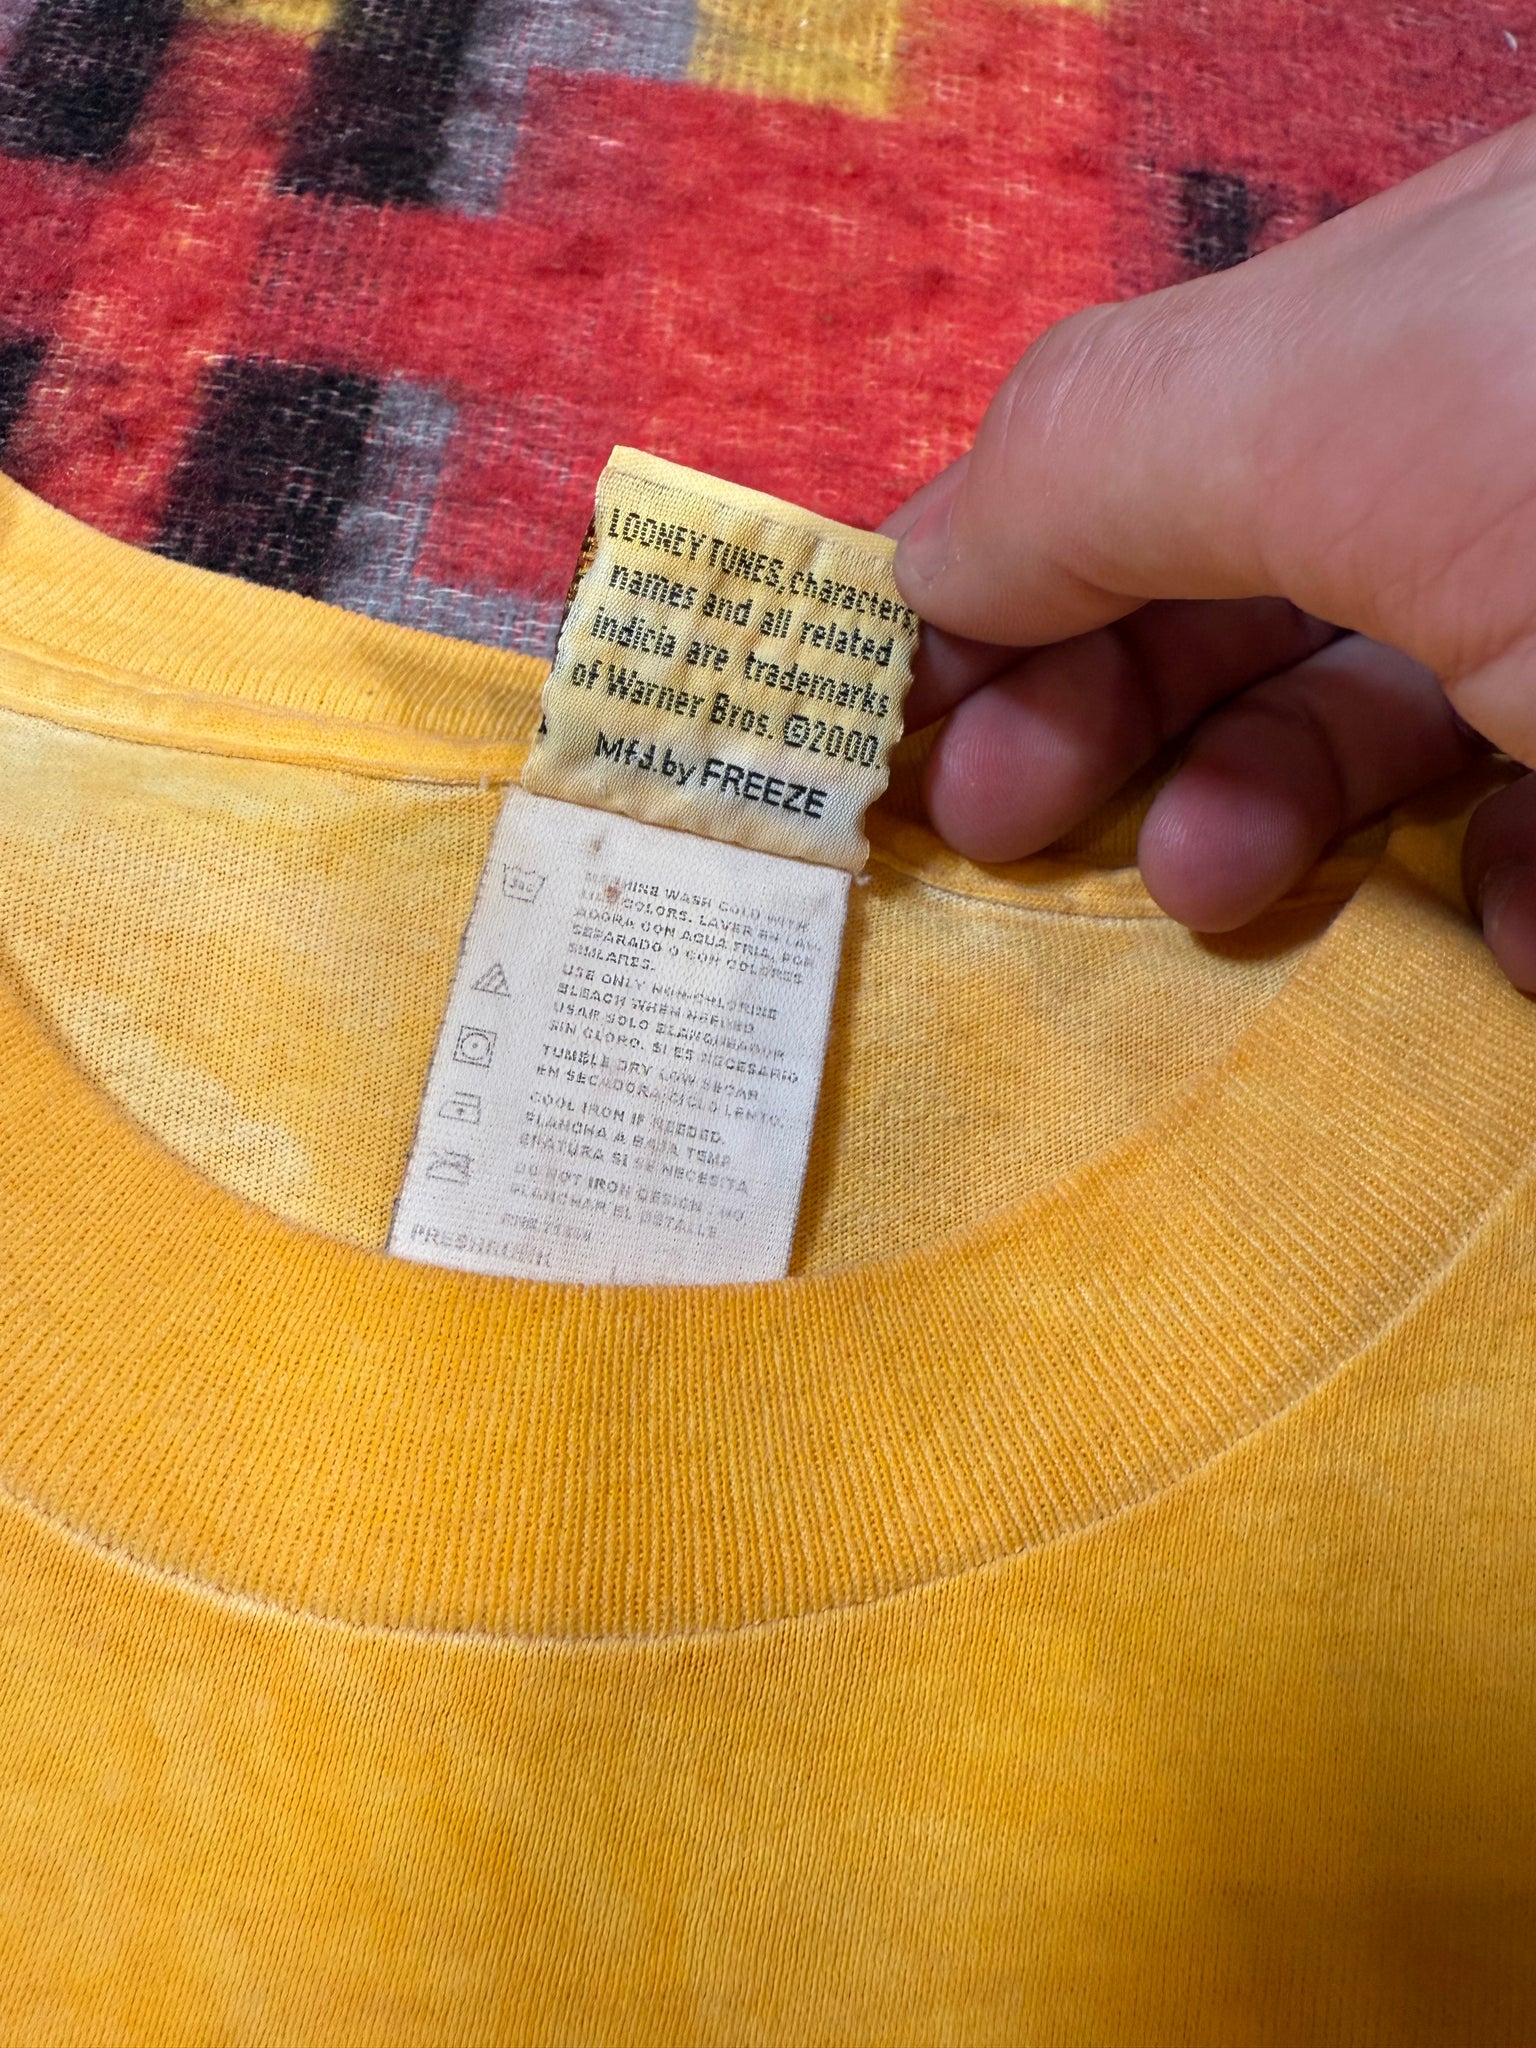 LOONEY TUNES, characters,
names and all related
indicia are trademarks
of Warner Bros. ©2000.
Mfd. by FREEZE
MACHINE WASH COLD WITH
LIKE COLORS. LAVER EN LAV-
ADORA CON AGUA FRIA, POR
SEPARADO O CON COLORES
SIMILARES.
USE ONLY NON-CHLORINE
BLEACH WHEN NEEDED
USAR SOLO BLANQUEADOR
SIN CLORO. SI ES NECESARIO
TUMBLE DRY LOW SECAR
EN SECADORA/CICLO LENTO.
COOL IRON IF NEEDED.
PLANCHA A BAJA TEMP
ERATURA SI SE NECESITA
DO NOT IRON DESIGN NO
PLANCHAR EL DETALLE
PRESHRUNK